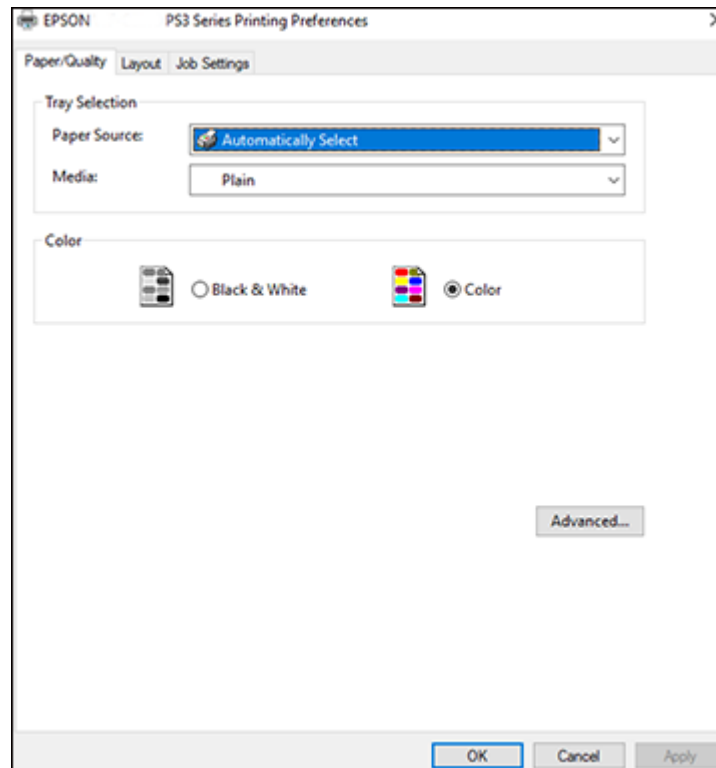 EPSON PS3 Series Printing Preferences
Paper/Quality Layout Job Settings
Tray Selection
Paper Source: Automatically Select
Media: Plain
Color
Black & White Color
Advanced...
OK Cancel Apply